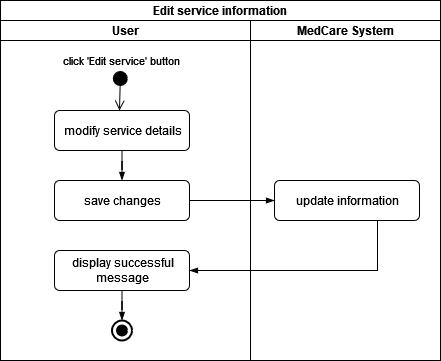 Edit service information
User
MedCare System
click 'Edit service' button
modify service details
save changes
update information
display successful
message